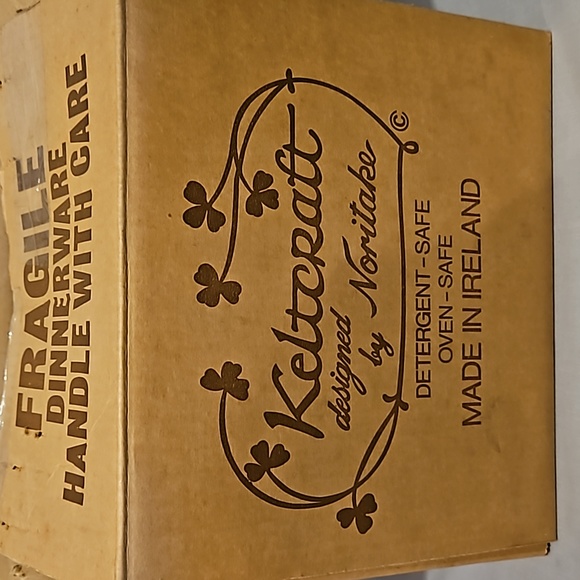 FRAGILE
DINNERWARE
HANDLE WITH CARE
Keltcraft
designed
by Noritake
©
DETERGENT-SAFE
OVEN-SAFE
MADE IN IRELAND